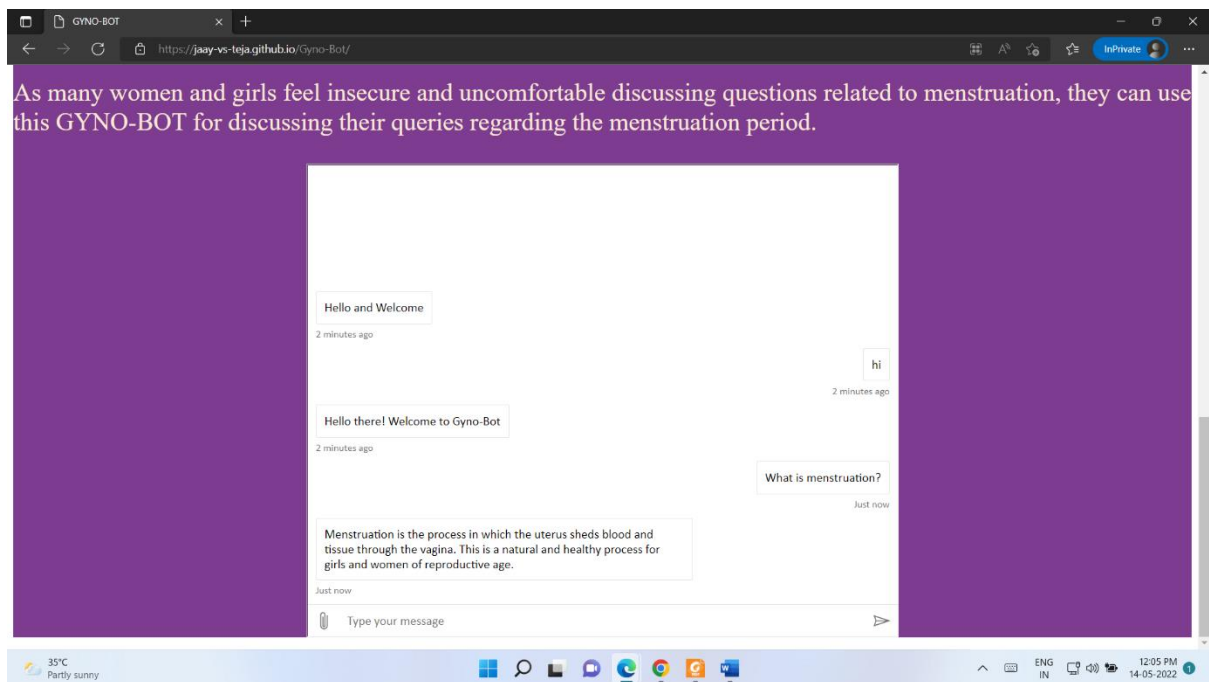 GYNO-BOT
https://jaay-vs-teja.github.io/Gyno-Bot/
InPrivate
As many women and girls feel insecure and uncomfortable discussing questions related to menstruation, they can use
this GYNO-BOT for discussing their queries regarding the menstruation period.
Hello and Welcome
2 minutes ago
hi
2 minutes ago
Hello there! Welcome to Gyno-Bot
2 minutes ago
What is menstruation?
Just now
Menstruation is the process in which the uterus sheds blood and
tissue through the vagina. This is a natural and healthy process for
girls and women of reproductive age.
Just now
Type your message
35°C
Partly sunny
ENG
IN
12:05 PM
14-05-2022
1